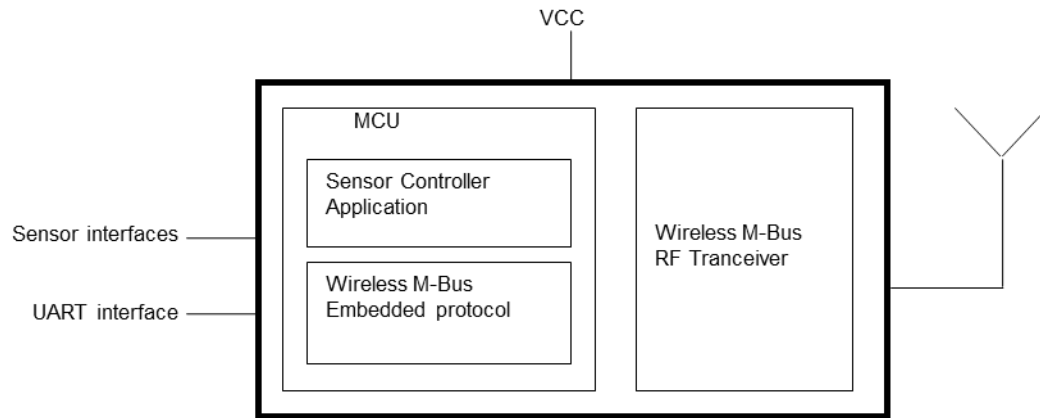 VCC
MCU
Sensor Controller
Application
Sensor interfaces
Wireless M-Bus
RF Tranceiver
Wireless M-Bus
Embedded protocol
UART interface